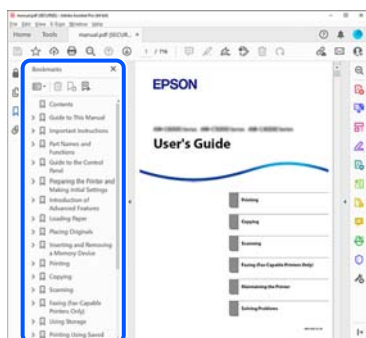 Home Tools
Bookmarks
Contents
Guide to This Manual
Important Instructions
Part Names and
Functions
Guide to the Control
Panel
Preparing the Printer and
Making Initial Settings
Introduction of
Advanced Features
Loading Paper
Placing Originals
Inserting and Removing
a Memory Device
Printing
Copying
Scanning
Faxing (Fax-Capable
Printers Only)
Using Storage
Printing Using Saved
EPSON
User's Guide
Printing
Copying
Scanning
Faxing (Fax-Capable Printers Only)
Maintaining the Printer
Solving Problems